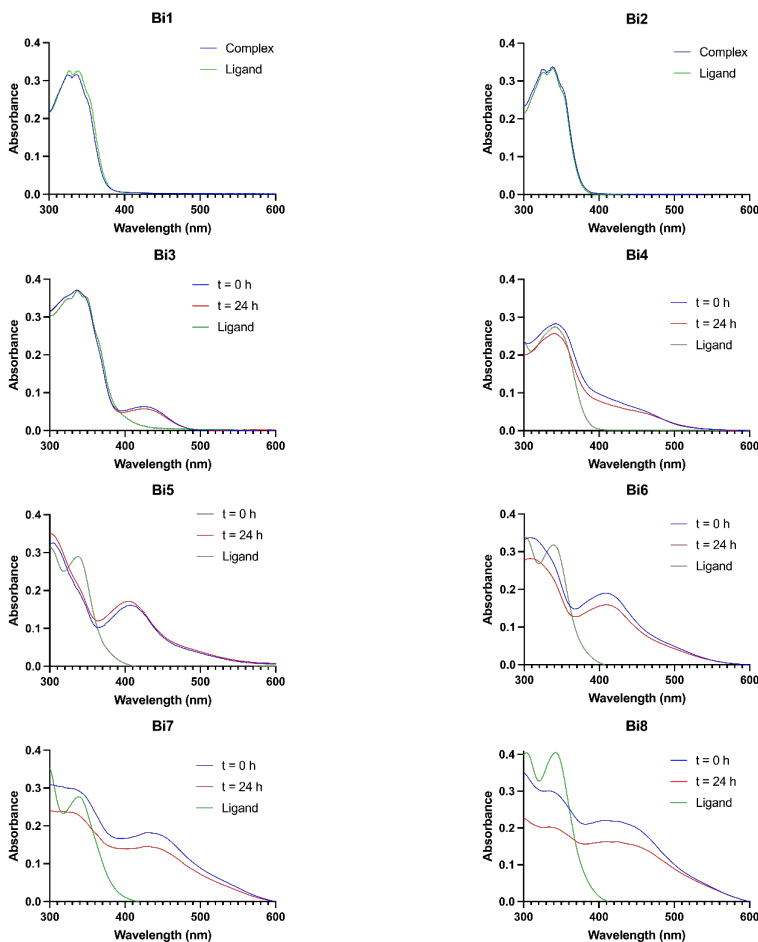 Bi1
0.4
0.3
0.2
0.1
0.0
Absorbance
300
400
500
600
Wavelength (nm)
Complex
Ligand
Bi2
0.4
0.3
0.2
0.1
0.0
Absorbance
300
400
500
600
Wavelength (nm)
Complex
Ligand
Bi3
0.4
0.3
0.2
0.1
0.0
Absorbance
300
400
500
600
Wavelength (nm)
t = 0 h
t = 24 h
Ligand
Bi4
0.4
0.3
0.2
0.1
0.0
Absorbance
300
400
500
600
Wavelength (nm)
t = 0 h
t = 24 h
Ligand
Bi5
0.4
0.3
0.2
0.1
0.0
Absorbance
300
400
500
600
Wavelength (nm)
t = 0 h
t = 24 h
Ligand
Bi6
0.4
0.3
0.2
0.1
0.0
Absorbance
300
400
500
600
Wavelength (nm)
t = 0 h
t = 24 h
Ligand
Bi7
0.4
0.3
0.2
0.1
0.0
Absorbance
300
400
500
600
Wavelength (nm)
t = 0 h
t = 24 h
Ligand
Bi8
0.4
0.3
0.2
0.1
0.0
Absorbance
300
400
500
600
Wavelength (nm)
t = 0 h
t = 24 h
Ligand